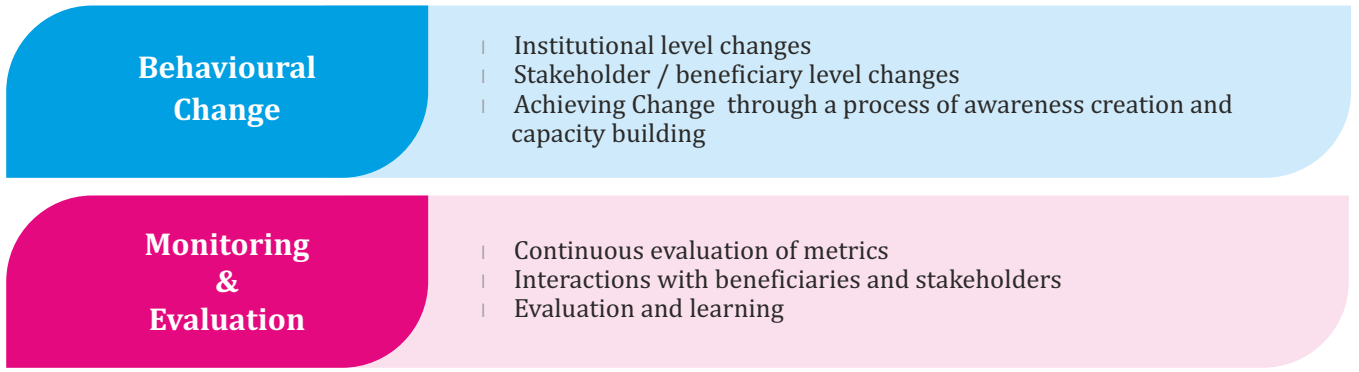 Behavioural
Change
Institutional level changes
Stakeholder / beneficiary level changes
Achieving Change through a process of awareness creation and
capacity building
Monitoring
&
Evaluation
Continuous evaluation of metrics
Interactions with beneficiaries and stakeholders
Evaluation and learning